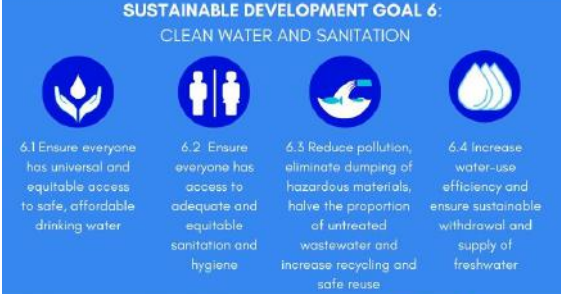 SUSTAINABLE DEVELOPMENT GOAL 6:
CLEAN WATER AND SANITATION
6.1 Ensure everyone
has universal and
equitable access
to safe, affordable
drinking water
6.2 Ensure
everyone has
access to
adequate and
equitable
sanitation and
hygiene
6.3 Reduce pollution,
eliminate dumping of
hazardous materials,
halve the proportion
of untreated
wastewater and
increase recycling and
safe reuse
6.4 Increase
water-use
efficiency and
ensure sustainable
withdrawal and
supply of
freshwater